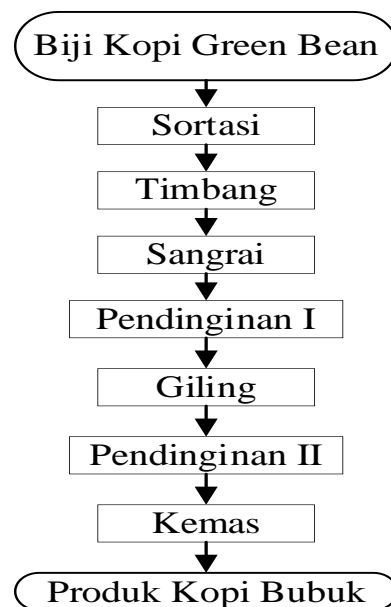 Biji Kopi Green Bean
Sortasi
Timbang
Sangrai
Pendinginan I
Giling
Pendinginan II
Kemas
Produk Kopi Bubuk